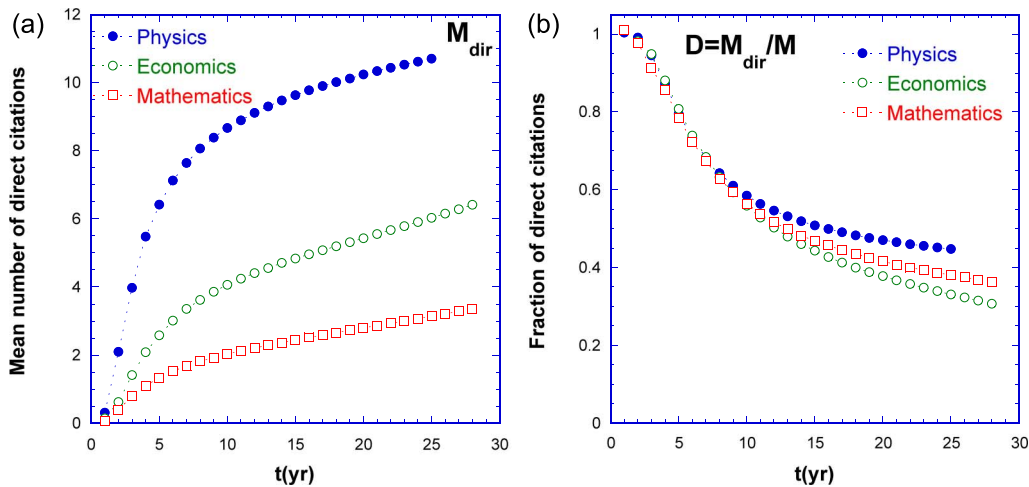 (a)
M_dir
Physics
Economics
Mathematics
Mean number of direct citations
12
10
8
6
4
2
0
0 5 10 15 20 25 30
t(yr)
(b)
D=M_dir/M
Physics
Economics
Mathematics
Fraction of direct citations
1
0.8
0.6
0.4
0.2
0
0 5 10 15 20 25 30
t(yr)